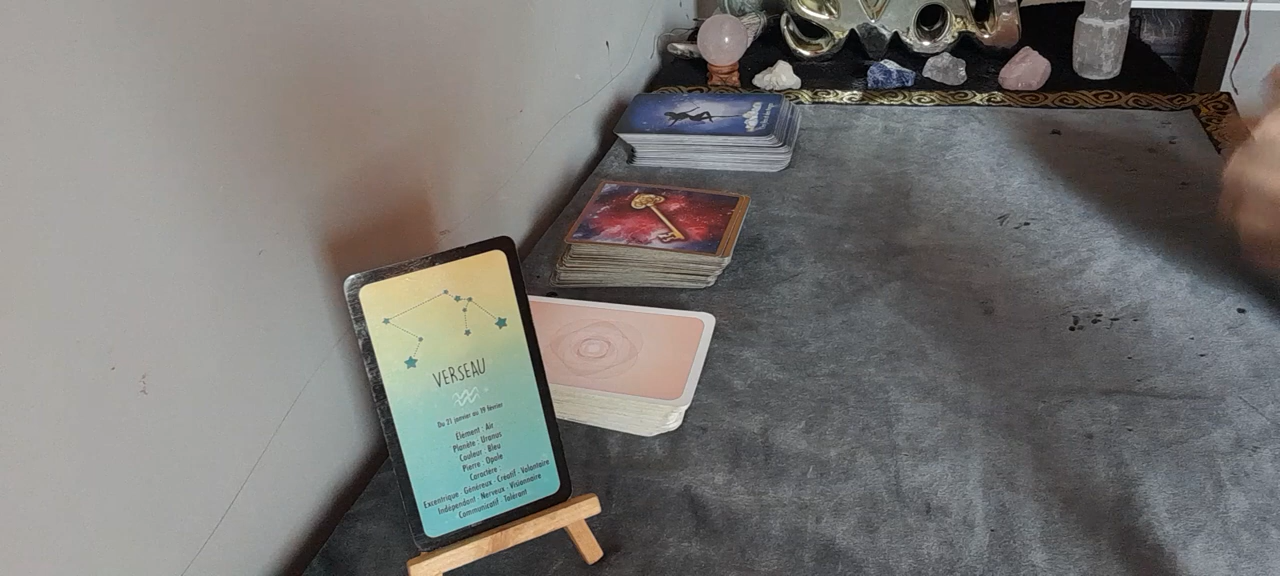 VERSEAU
Du 21 janvier au 19 février
Élément : Air
Planète : Uranus
Couleur : Bleu
Pierre : Opale
Caractère :
Excentrique . Généreux . Créatif . Volontaire
Indépendant . Nerveux . Visionnaire
Communicatif . Tolérant